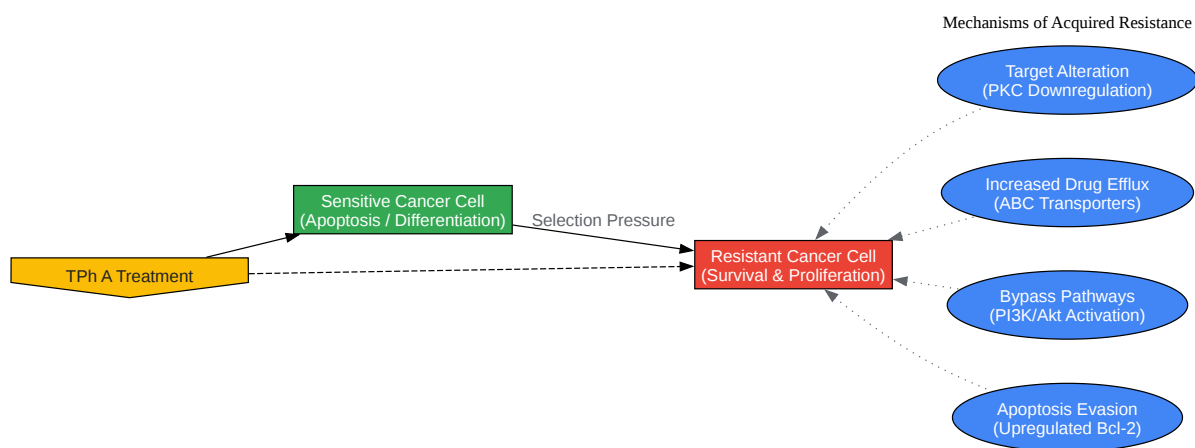 Mechanisms of Acquired Resistance
Target Alteration
(PKC Downregulation)
Increased Drug Efflux
(ABC Transporters)
Sensitive Cancer Cell
(Apoptosis / Differentiation)
Selection Pressure
Resistant Cancer Cell
(Survival & Proliferation)
TPh A Treatment
Bypass Pathways
(PI3K/Akt Activation)
Apoptosis Evasion
(Upregulated Bcl-2)